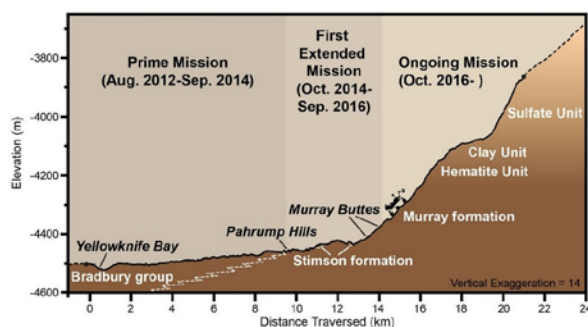 Prime Mission
(Aug. 2012-Sep. 2014)
First
Extended
Mission
(Oct. 2014-
Sep. 2016)
Ongoing Mission
(Oct. 2016- )
Elevation (m)
-3800
-4000
-4200
-4400
-4600
Sulfate Unit
Clay Unit
Hematite Unit
Murray Buttes
Murray formation
Pahrump Hills
Yellowknife Bay
Stimson formation
Bradbury group
Vertical Exaggeration = 14
0 2 4 6 8 10 12 14 16 18 20 22 24
Distance Traversed (km)